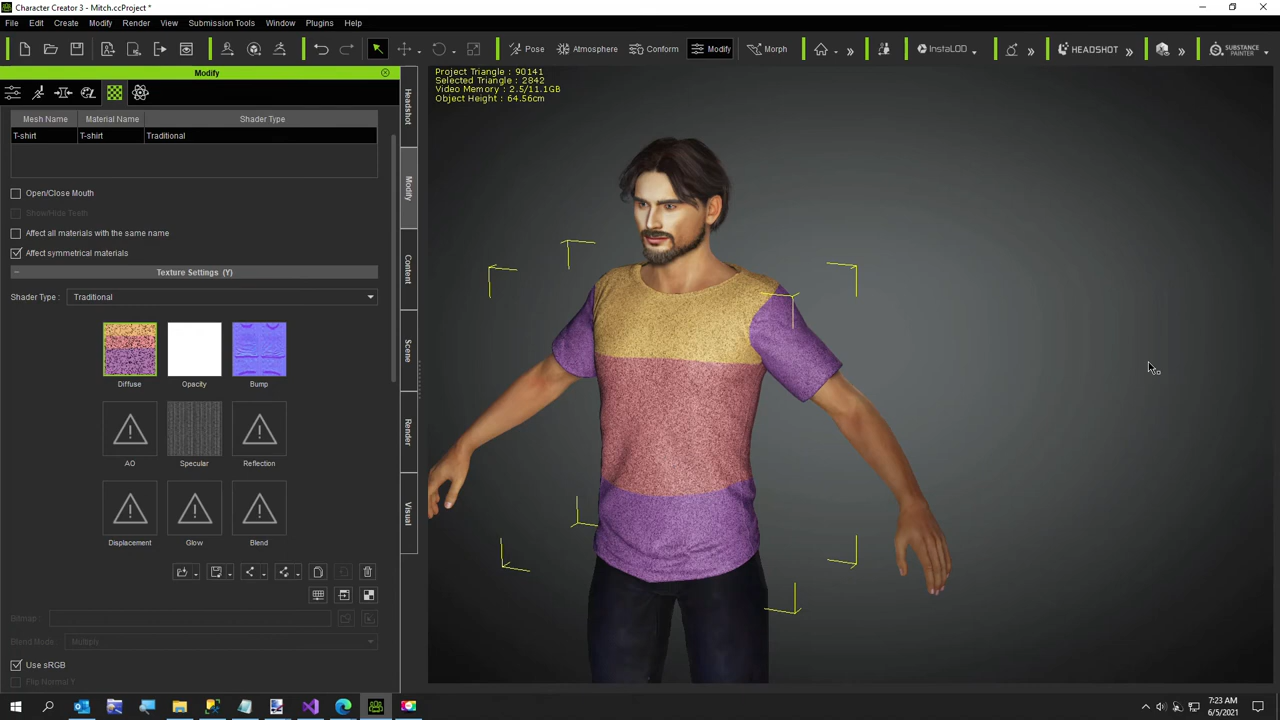 Character Creator 3 - Mitch.ccProject *
File Edit Create Modify Render View Submission Tools Window Plugins Help
Pose Atmosphere Conform Modify Morph InstaLOD HEADSHOT SUBSTANCE PAINTER
Modify
Project Triangle : 90141
Selected Triangle : 2842
Video Memory : 2.5/11.1GB
Object Height : 64.56cm
Headshot
Modify
Content
Scene
Render
Visual
Mesh Name Material Name Shader Type
T-shirt T-shirt Traditional
Open/Close Mouth
Show/Hide Teeth
Affect all materials with the same name
Affect symmetrical materials
Texture Settings (Y)
Shader Type : Traditional
Diffuse Opacity Bump
AO Specular Reflection
Displacement Glow Blend
Bitmap :
Blend Mode : Multiply
Use sRGB
Flip Normal Y
7:23 AM
6/5/2021